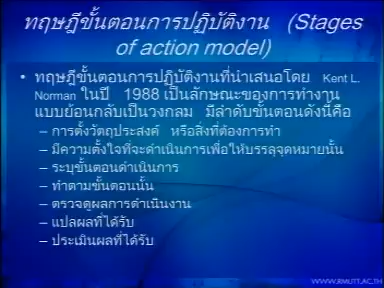 ทฤษฎีขั้นตอนการปฏิบัติงาน (Stages
of action model)
• ทฤษฎีขั้นตอนการปฏิบัติงานที่นำเสนอโดย Kent L.
Norman ในปี 1988 เป็นลักษณะของการทำงาน
แบบย้อนกลับเป็นวงกลม มีลำดับขั้นตอนดังนี้คือ
– การตั้งวัตถุประสงค์ หรือสิ่งที่ต้องการทำ
– มีความตั้งใจที่จะดำเนินการเพื่อให้บรรลุจุดหมายนั้น
– ระบุขั้นตอนดำเนินการ
– ทำตามขั้นตอนนั้น
– ตรวจดูผลการดำเนินงาน
– แปลผลที่ได้รับ
– ประเมินผลที่ได้รับ
WWW.RMUTT.AC.TH